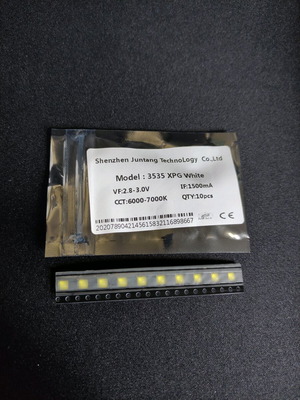 Shenzhen Juntang TechnoLogy Co.,Ltd
Model : 3535 XPG White
VF:2.8-3.0V IF:1500mA
CCT:6000-7000K QTY:10pcs
2020789042145615832116898667 CE